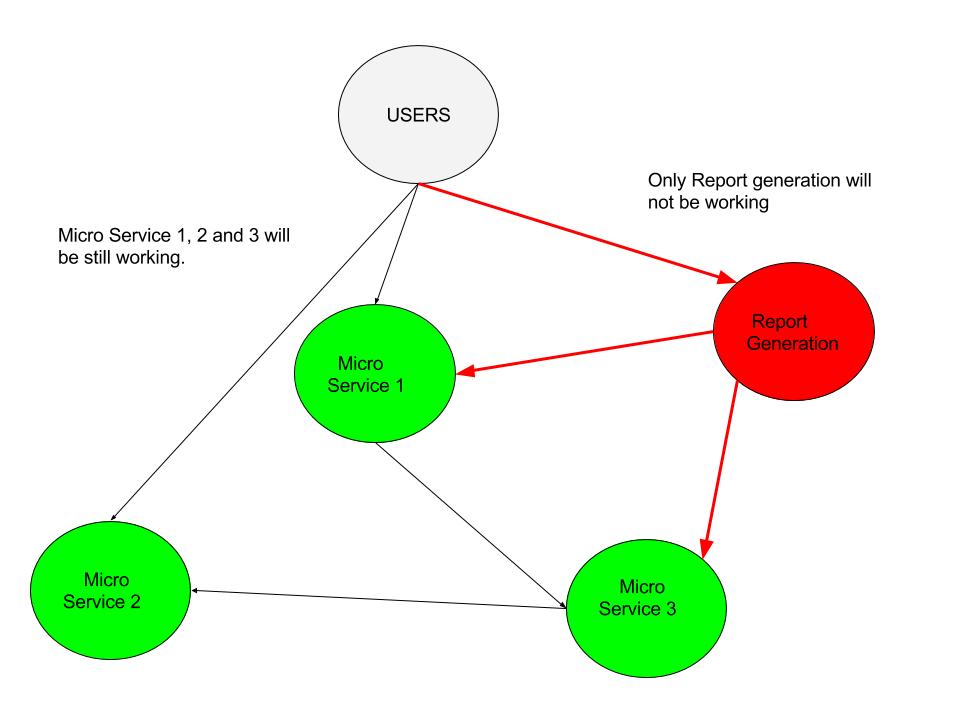 USERS
Only Report generation will
not be working
Micro Service 1, 2 and 3 will
be still working.
Report
Generation
Micro
Service 1
Micro
Service 2
Micro
Service 3